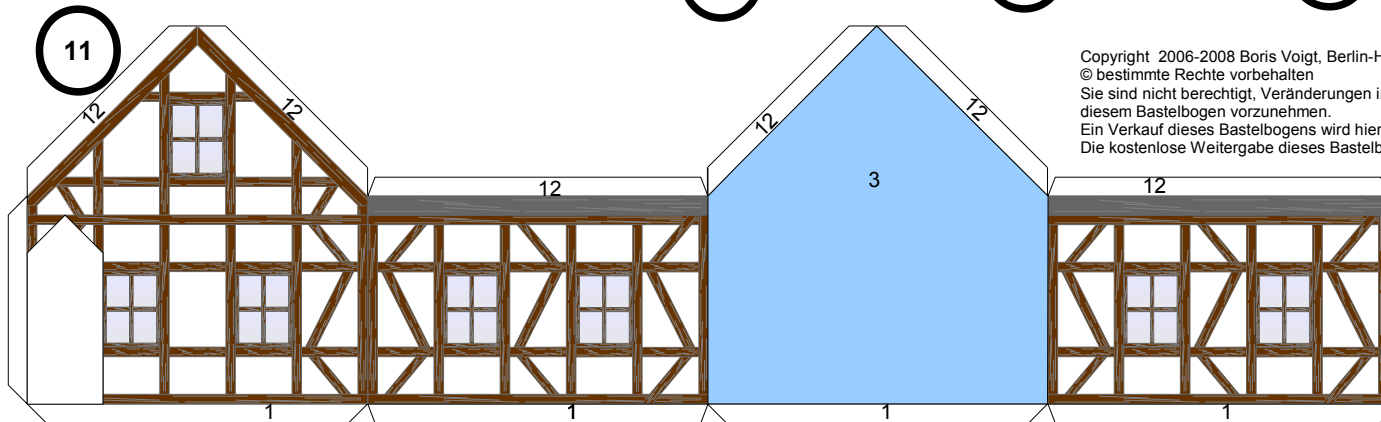 11
Copyright 2006-2008 Boris Voigt, Berlin-H
© bestimmte Rechte vorbehalten
Sie sind nicht berechtigt, Veränderungen i
diesem Bastelbogen vorzunehmen.
Ein Verkauf dieses Bastelbogens wird hier
Die kostenlose Weitergabe dieses Bastelb
12
12
12
12
12
3
12
1
1
1
1